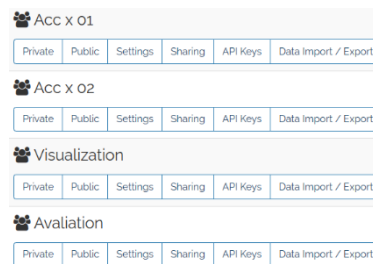 Acc x 01
Private Public Settings Sharing API Keys Data Import / Export
Acc x 02
Private Public Settings Sharing API Keys Data Import / Export
Visualization
Private Public Settings Sharing API Keys Data Import / Export
Avaliation
Private Public Settings Sharing API Keys Data Import / Export